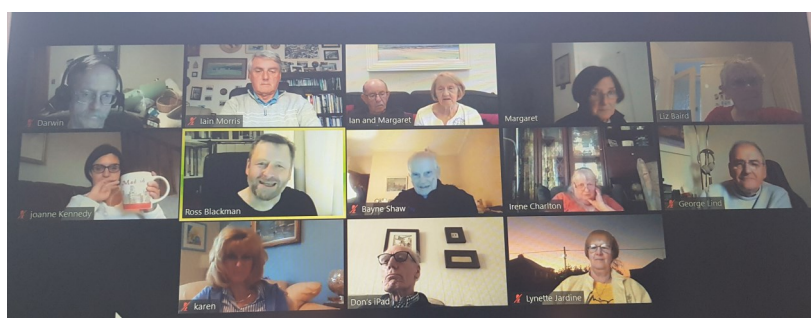 Darwin
Iain Morris
Ian and Margaret
Margaret
Liz Baird
Joanne Kennedy
Ross Blackman
Bayne Shaw
Irene Charlton
George Lind
karen
Don's iPad
Lynette Jardine